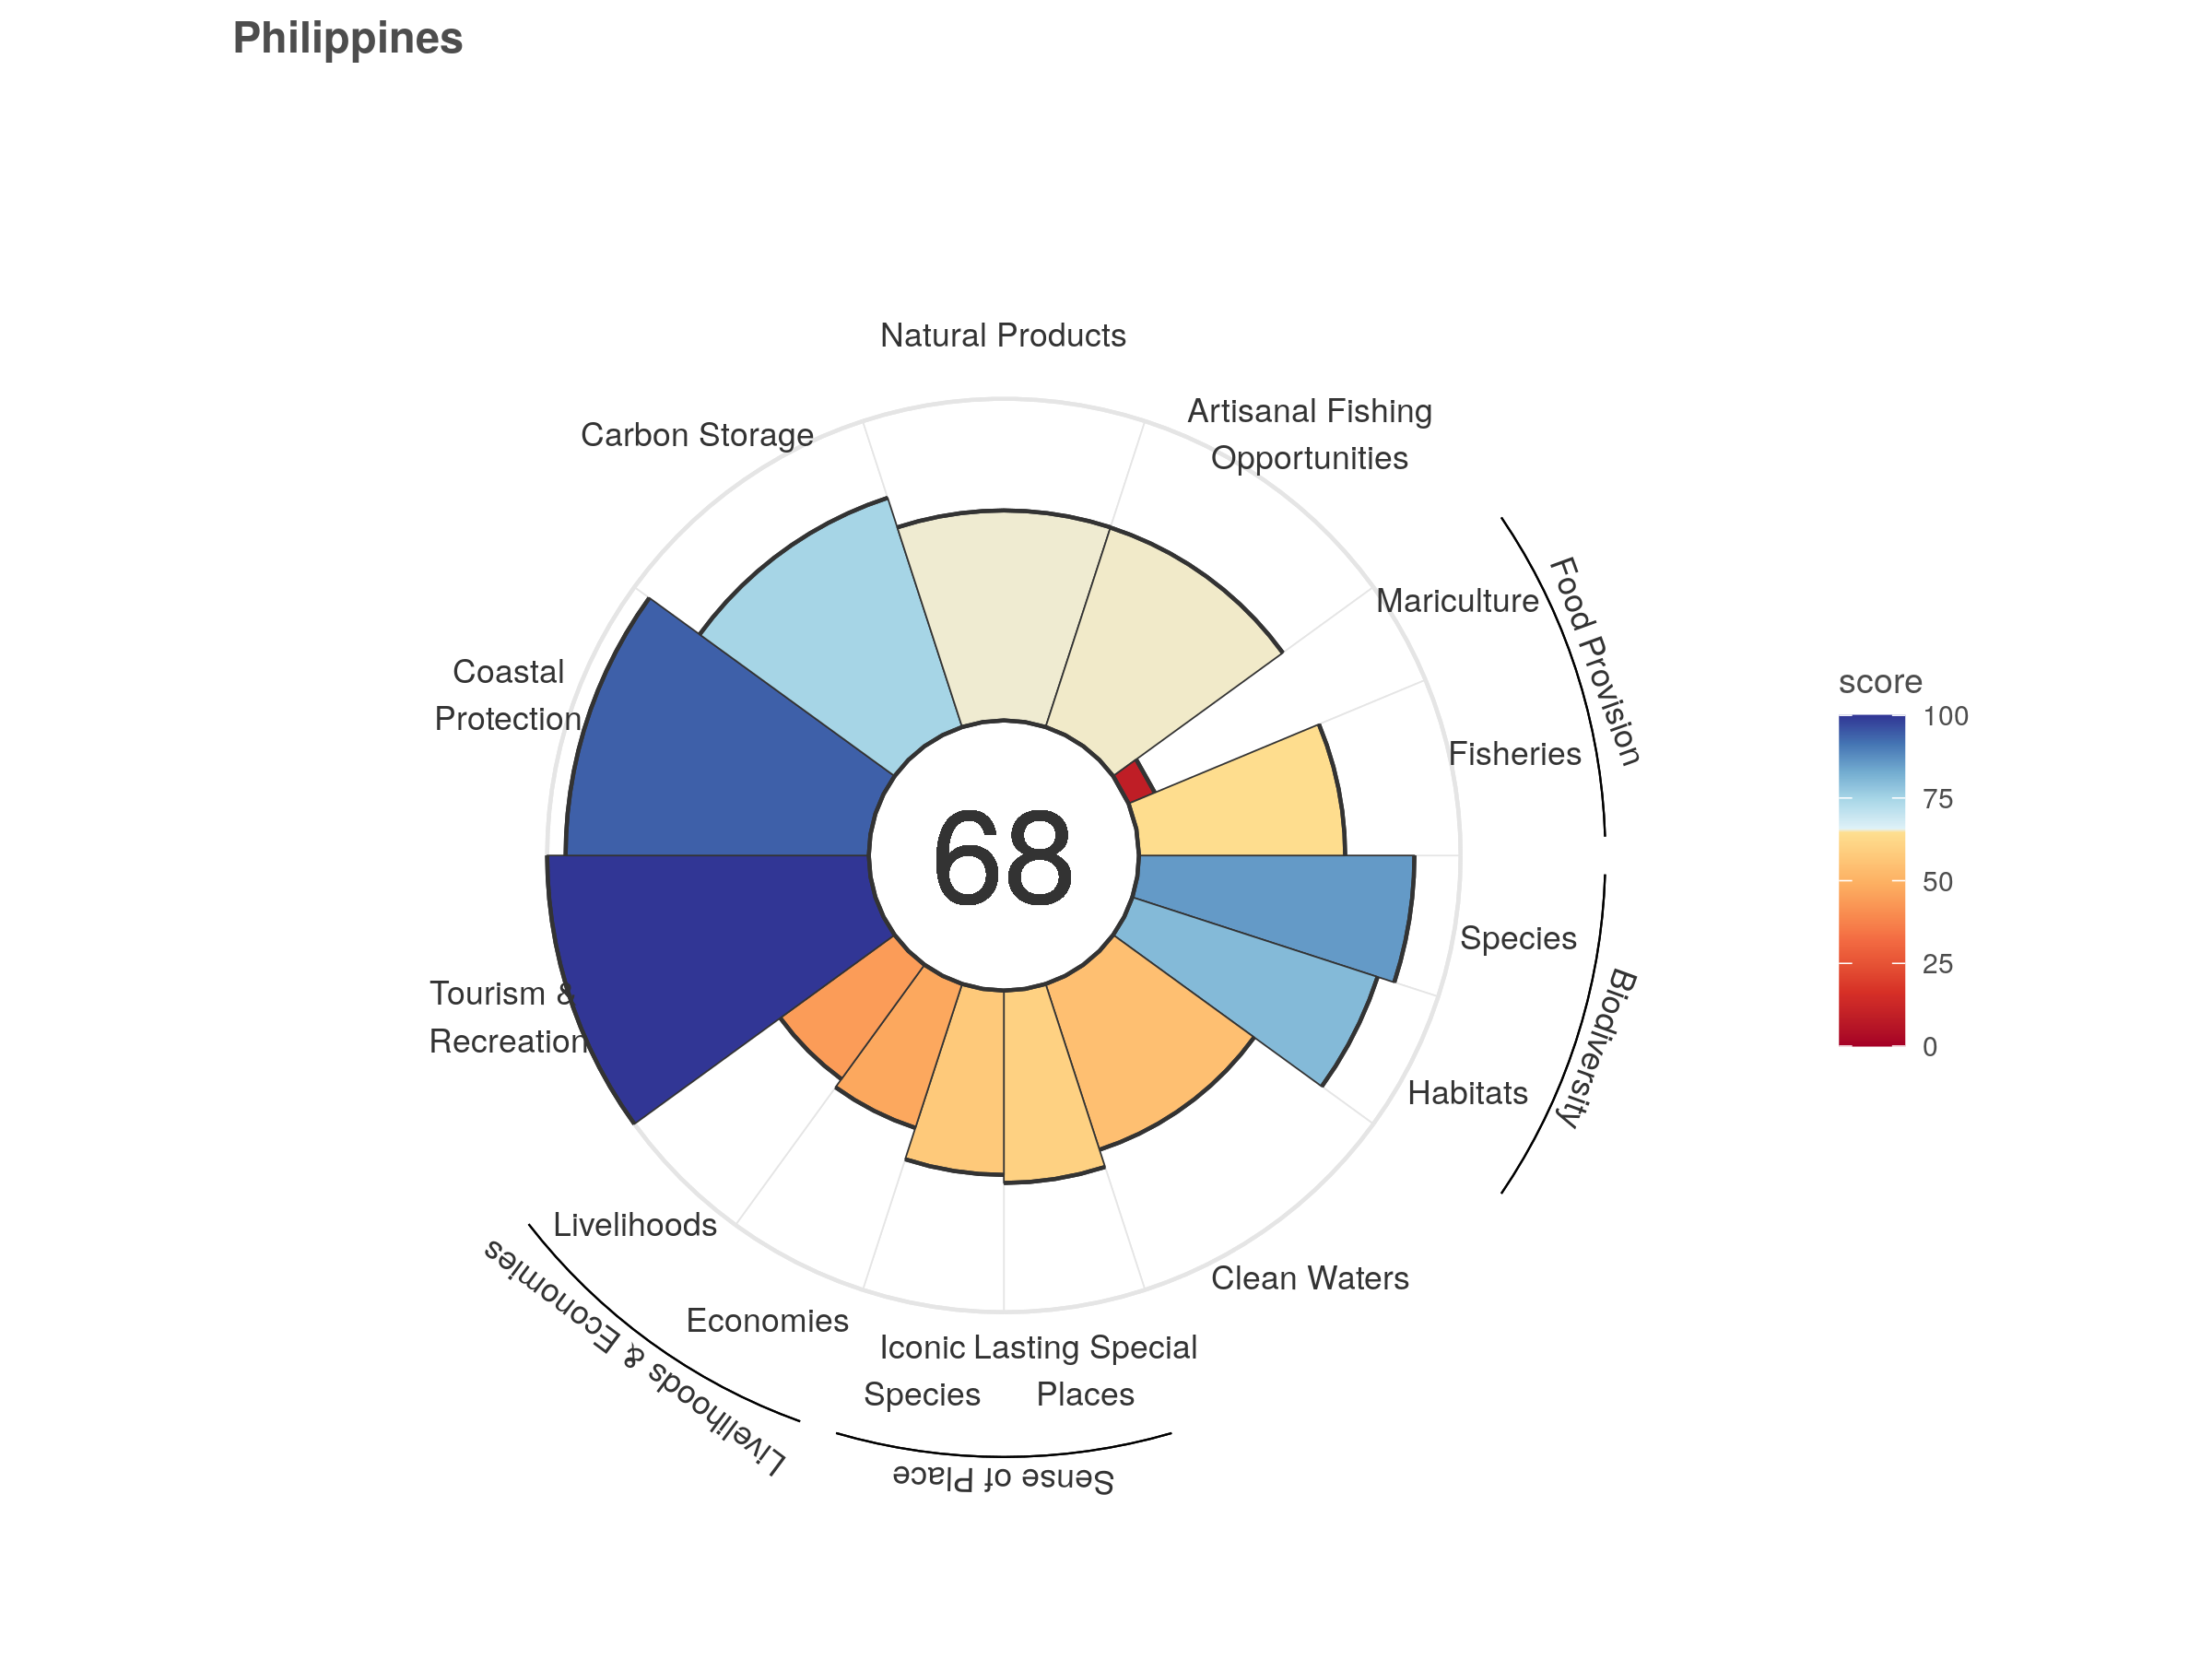 Philippines
Natural Products
Artisanal Fishing
Opportunities
Carbon Storage
Mariculture
Food Provision
Coastal
Protection
Fisheries
score
100
75
50
25
0
68
Species
Biodiversity
Tourism &
Recreation
Habitats
Livelihoods
Clean Waters
Economies
Livelihoods & Economies
Iconic
Species
Lasting Special
Places
Sense of Place